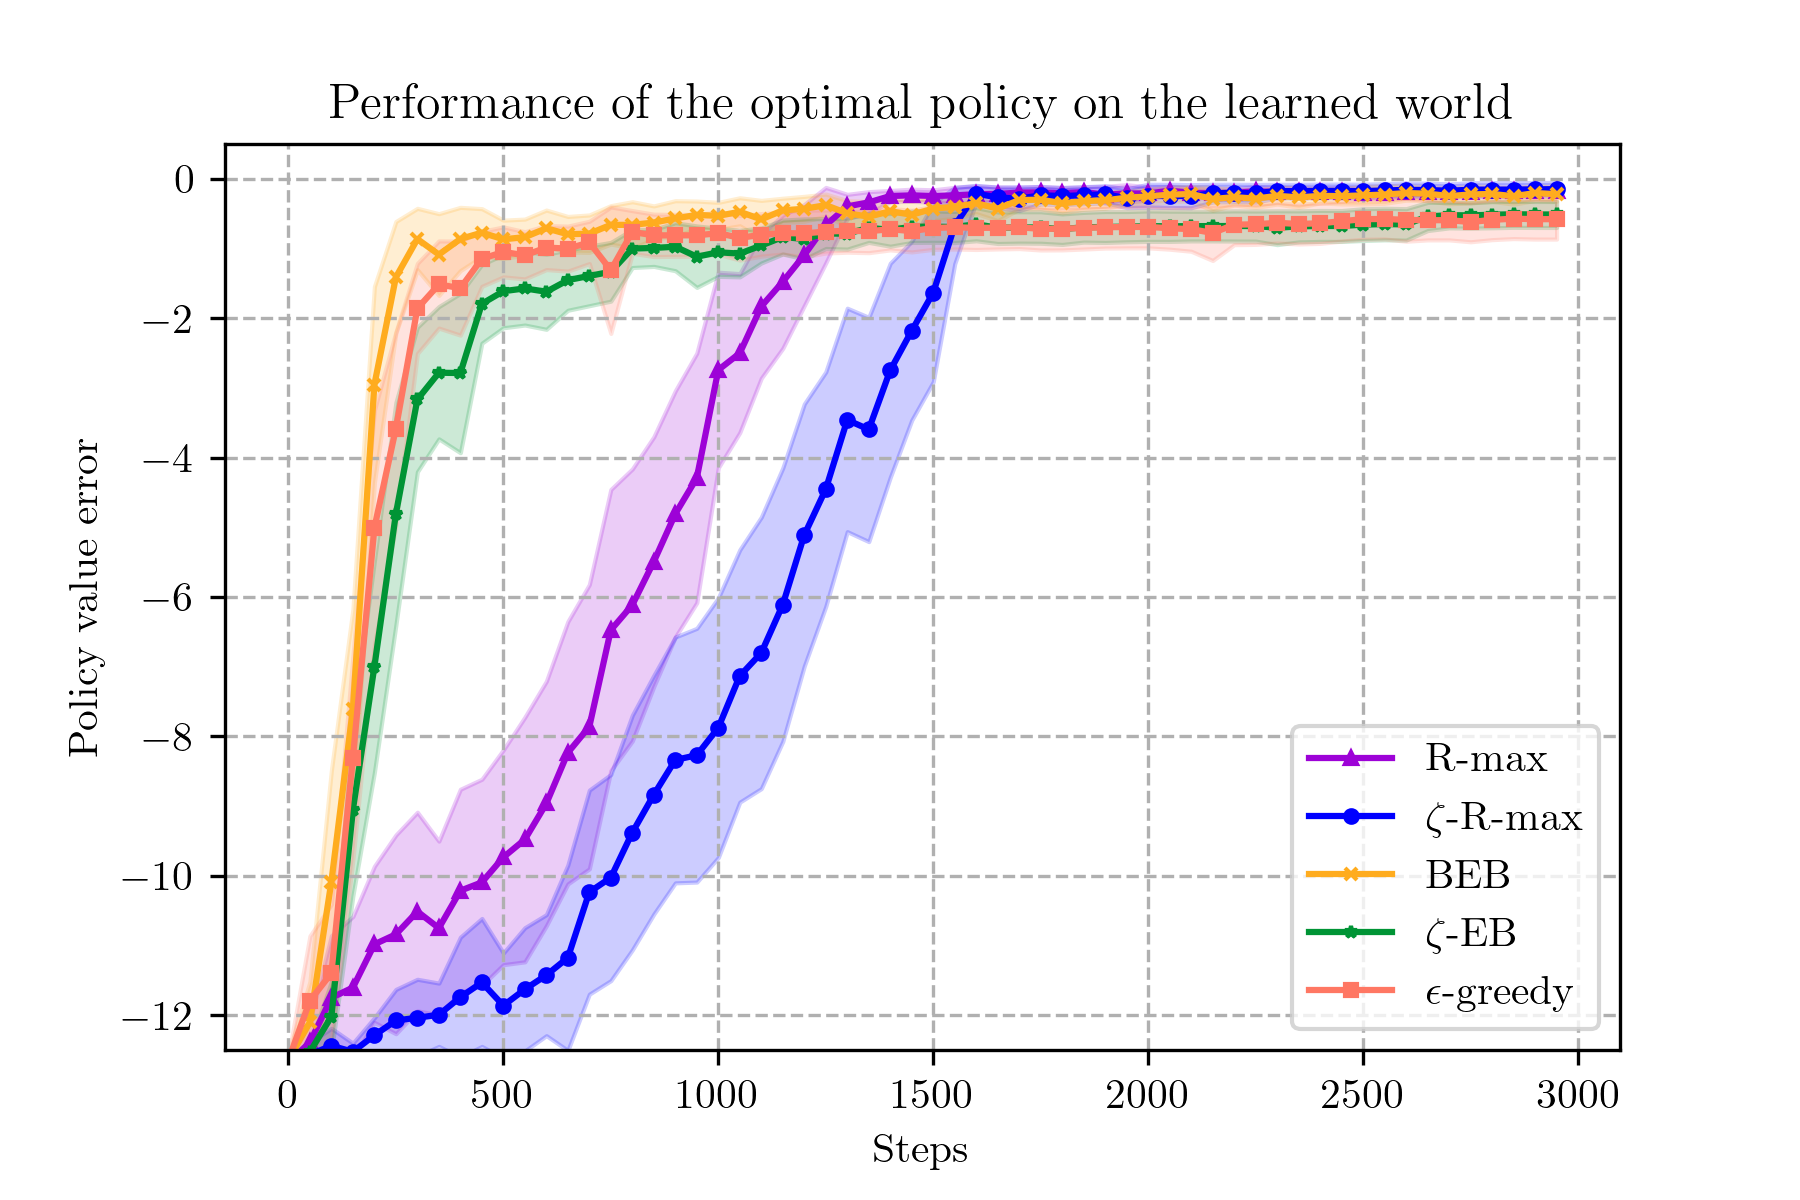 Performance of the optimal policy on the learned world
Policy value error
0
−2
−4
−6
−8
−10
−12
R-max
ζ-R-max
BEB
ζ-EB
ϵ-greedy
0 500 1000 1500 2000 2500 3000
Steps